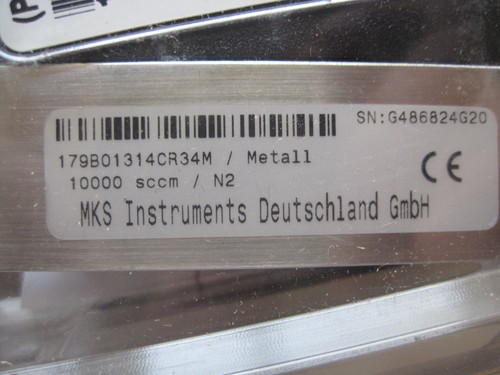 (P
SN:G486824G20
179B01314CR34M / Metall
10000 sccm / N2
CE
MKS Instruments Deutschland GmbH